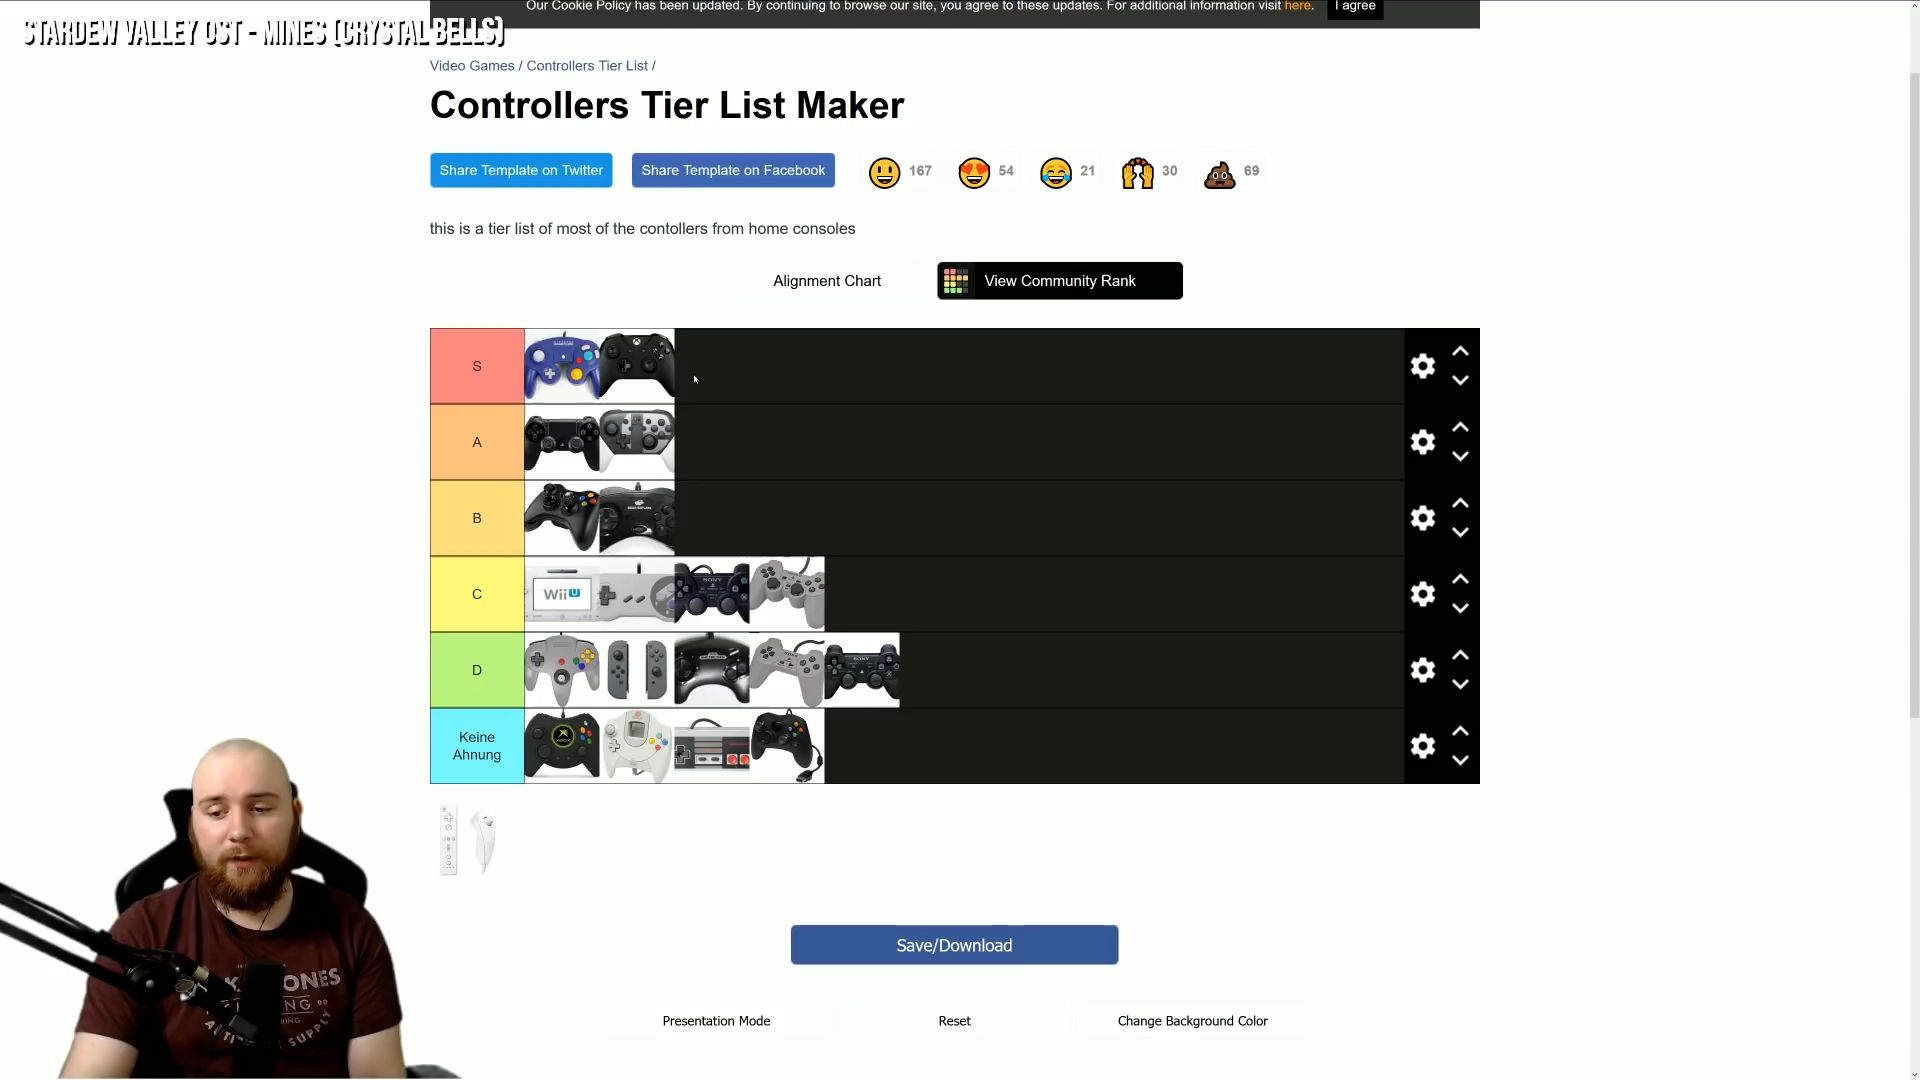 Our Cookie Policy has been updated. By continuing to browse our site, you agree to these updates. For additional information visit here. I agree
STARDEW VALLEY OST - MINES (CRYSTAL BELLS)
Video Games / Controllers Tier List /
Controllers Tier List Maker
Share Template on Twitter
Share Template on Facebook
167
54
21
30
69
this is a tier list of most of the contollers from home consoles
Alignment Chart
View Community Rank
S
A
B
C
WiiU
SONY
D
SONY
Keine
Ahnung
XBOX
Save/Download
Presentation Mode
Reset
Change Background Color